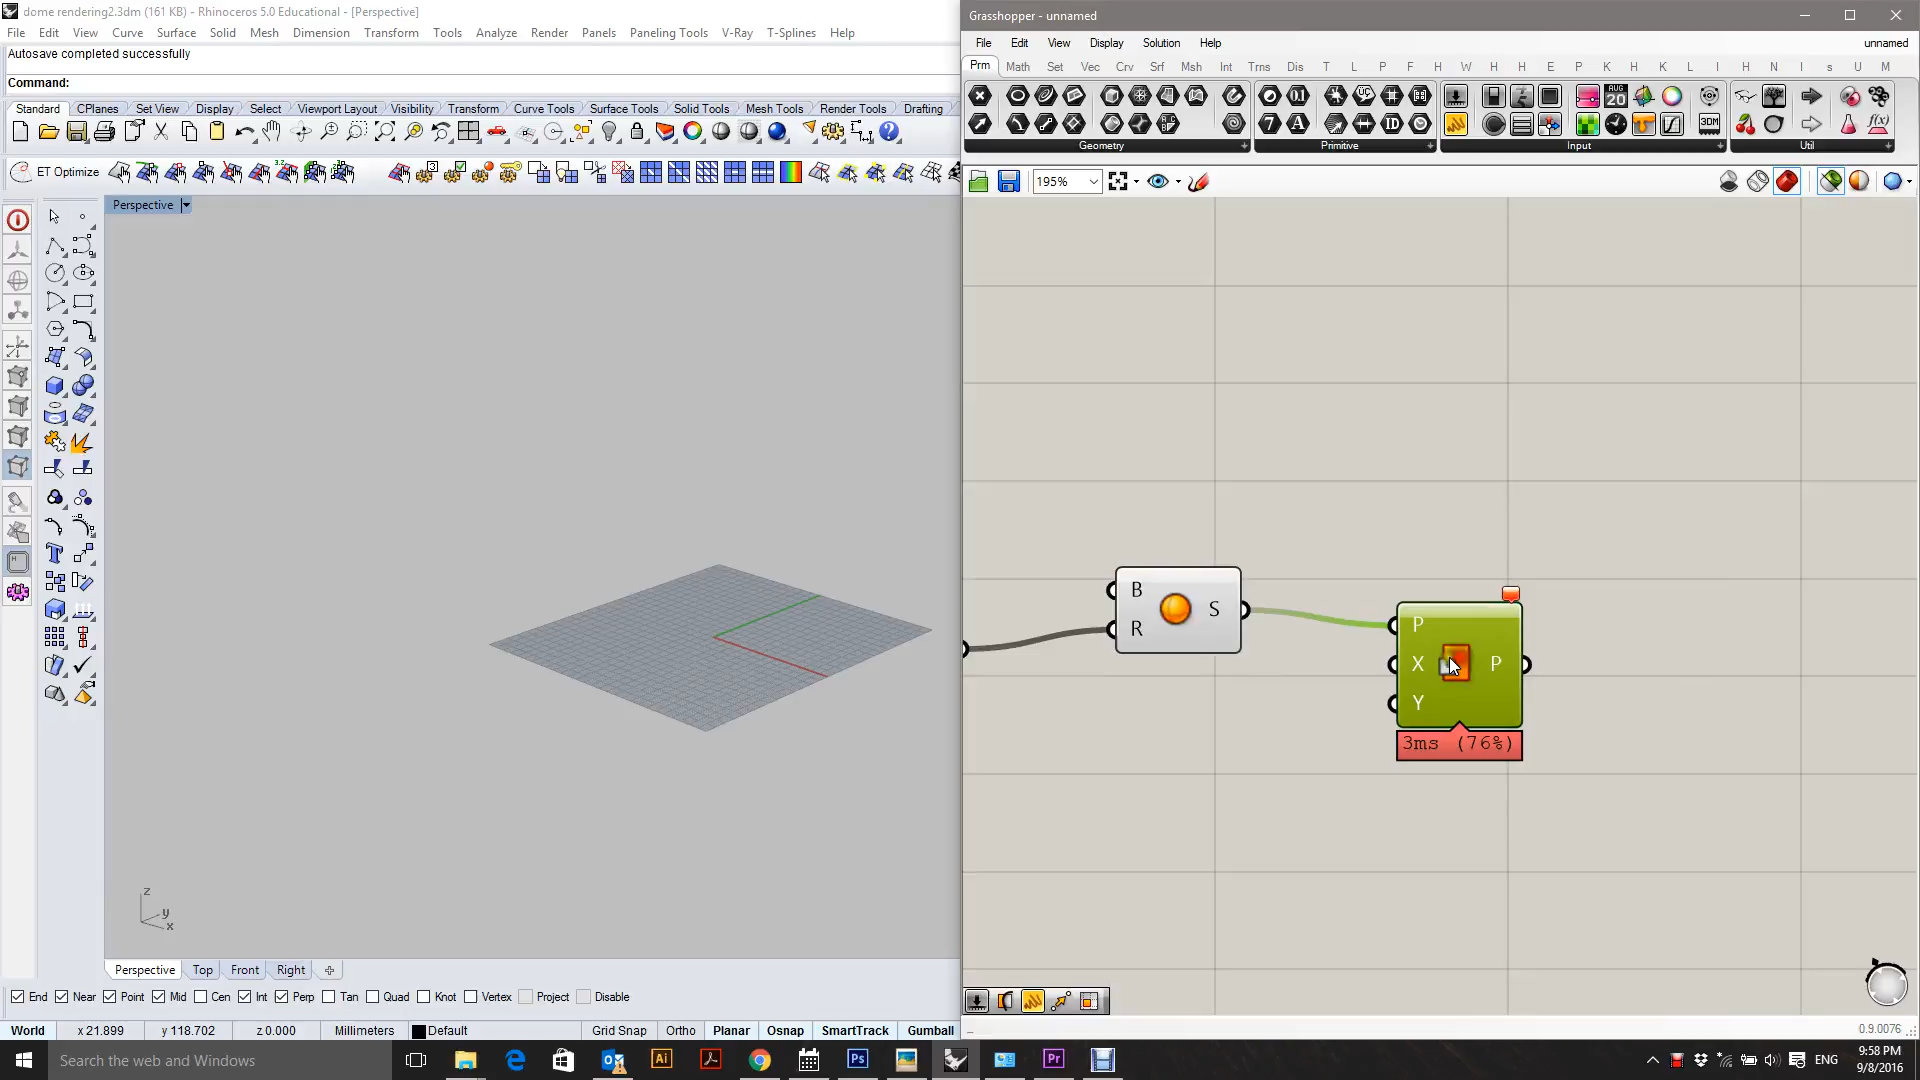 dome rendering2.3dm (161 KB) - Rhinoceros 5.0 Educational - [Perspective]
File Edit View Curve Surface Solid Mesh Dimension Transform Tools Analyze Render Panels Paneling Tools V-Ray T-Splines Help
Autosave completed successfully
Command:
Standard CPlanes Set View Display Select Viewport Layout Visibility Transform Curve Tools Surface Tools Solid Tools Mesh Tools Render Tools Drafting
ET Optimize
Perspective
z
y
x
Perspective Top Front Right
End Near Point Mid Cen Int Perp Tan Quad Knot Vertex Project Disable
World x 21.899 y 118.702 z 0.000 Millimeters Default Grid Snap Ortho Planar Osnap SmartTrack Gumball
Grasshopper - unnamed
File Edit View Display Solution Help unnamed
Prm Math Set Vec Crv Srf Msh Int Trns Dis T L P F H W H H E P K H K L I H N I s U M
Geometry Primitive Input Util
195%
B
R
S
P
X
Y
P
3ms (76%)
0.9.0076
Search the web and Windows
ENG
9:58 PM
9/8/2016